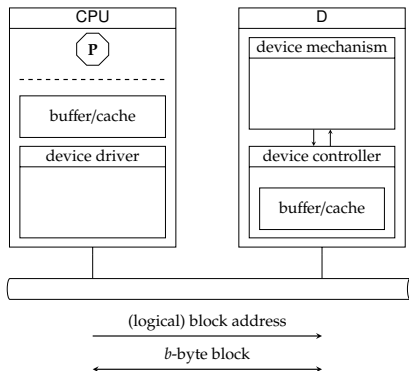 CPU
P
buffer/cache
device driver
D
device mechanism
device controller
buffer/cache
(logical) block address
b-byte block